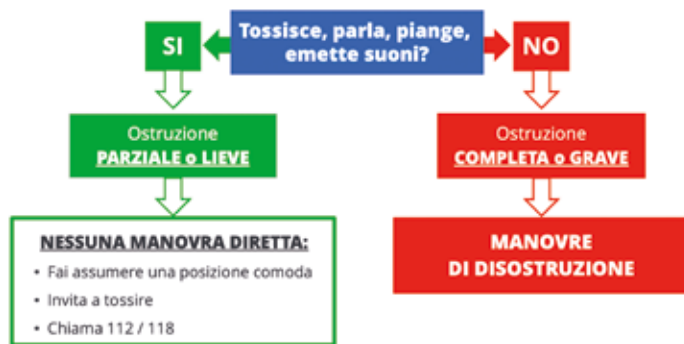 Tossisce, parla, piange,
emette suoni?
SI
NO
Ostruzione
PARZIALE o LIEVE
Ostruzione
COMPLETA o GRAVE
NESSUNA MANOVRA DIRETTA:
• Fai assumere una posizione comoda
• Invita a tossire
• Chiama 112 / 118
MANOVRE
DI DISOSTRUZIONE